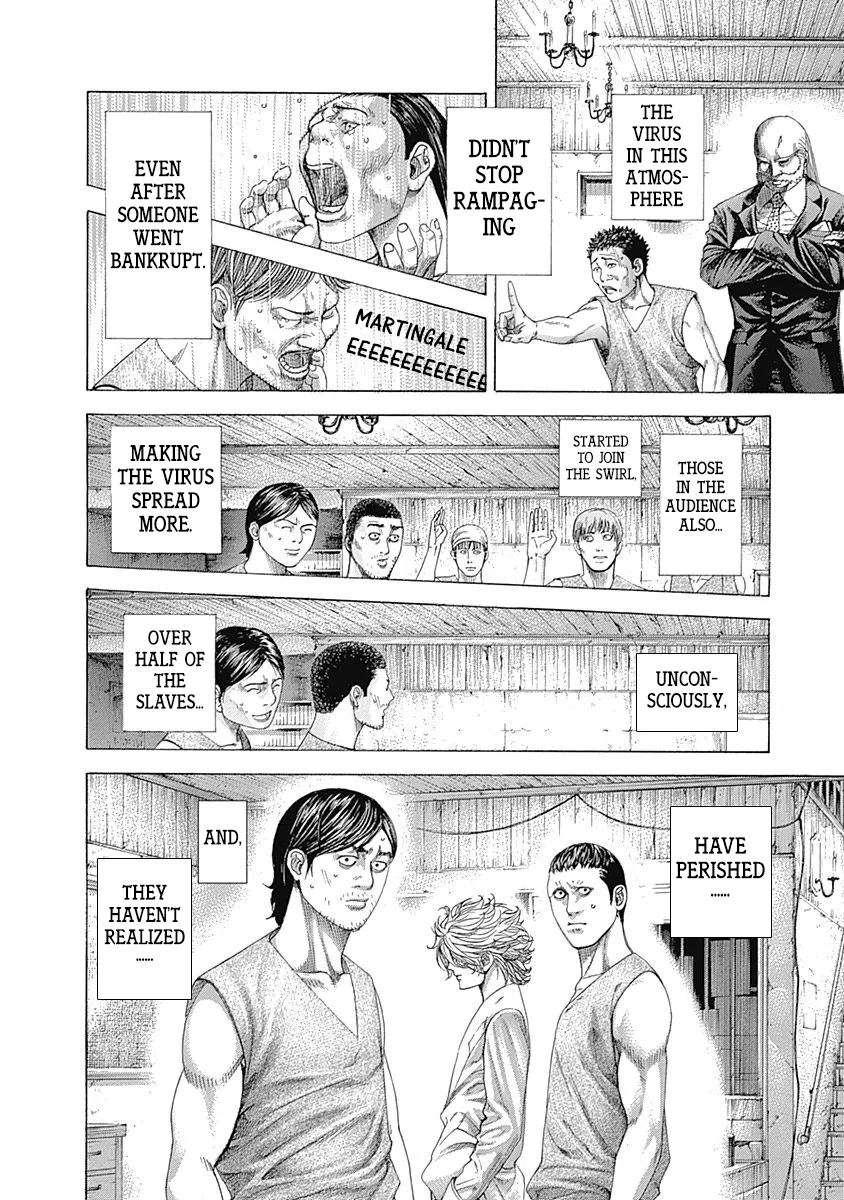 THE
VIRUS
IN THIS
ATMOS-
PHERE
DIDN'T
STOP
RAMPAG-
ING
EVEN
AFTER
SOMEONE
WENT
BANKRUPT.
MARTINGALE
EEEEEEEEEEEEEEE
THOSE
IN THE
AUDIENCE
ALSO...
STARTED
TO JOIN
THE SWIRL,
MAKING
THE VIRUS
SPREAD
MORE.
UNCON-
SCIOUSLY,
OVER
HALF OF
THE
SLAVES...
HAVE
PERISHED
......
AND,
THEY
HAVEN'T
REALIZED
......